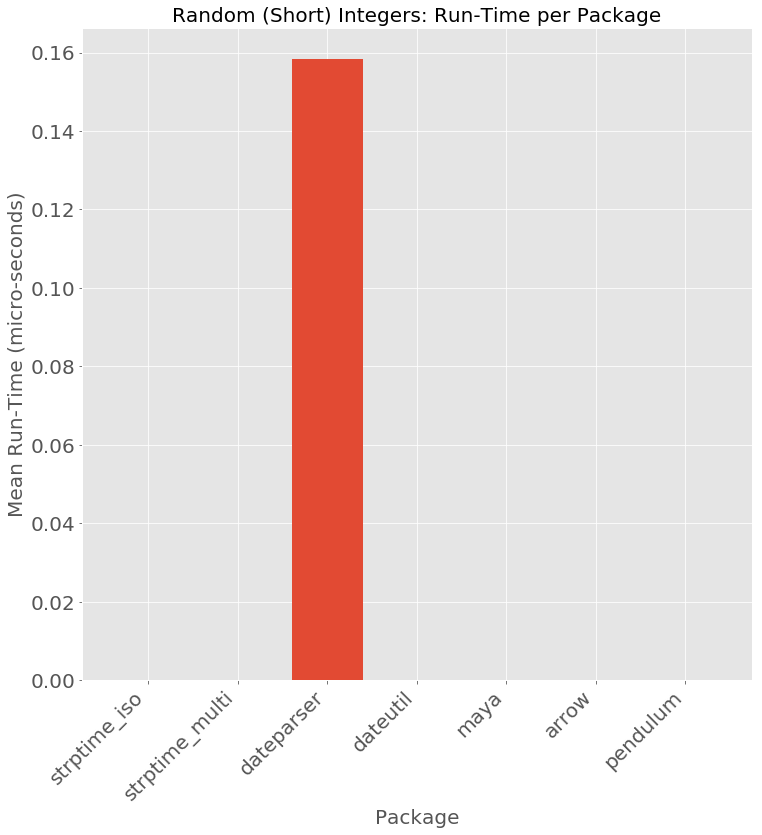 Random (Short) Integers: Run-Time per Package
Mean Run-Time (micro-seconds)
0.16
0.14
0.12
0.10
0.08
0.06
0.04
0.02
0.00
strptime_iso
strptime_multi
dateparser
dateutil
maya
arrow
pendulum
Package